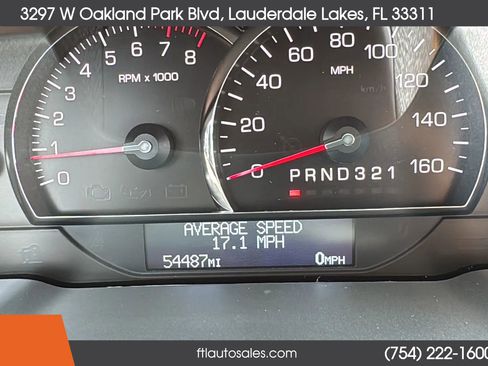 3297 W Oakland Park Blvd, Lauderdale Lakes, FL 33311
0 1 2 3 4 5 6 7 8
RPM x 1000
0 20 40 60 80 100 120 140 160
MPH
km/h
PRND321
AVERAGE SPEED
17.1 MPH
54487MI 0MPH
ftlautosales.com (754) 222-1600